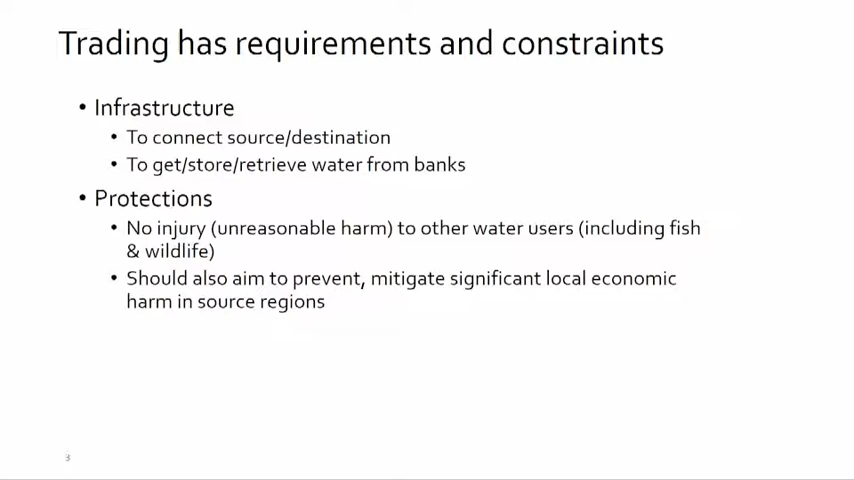 Trading has requirements and constraints
• Infrastructure
• To connect source/destination
• To get/store/retrieve water from banks
• Protections
• No injury (unreasonable harm) to other water users (including fish
& wildlife)
• Should also aim to prevent, mitigate significant local economic
harm in source regions
3